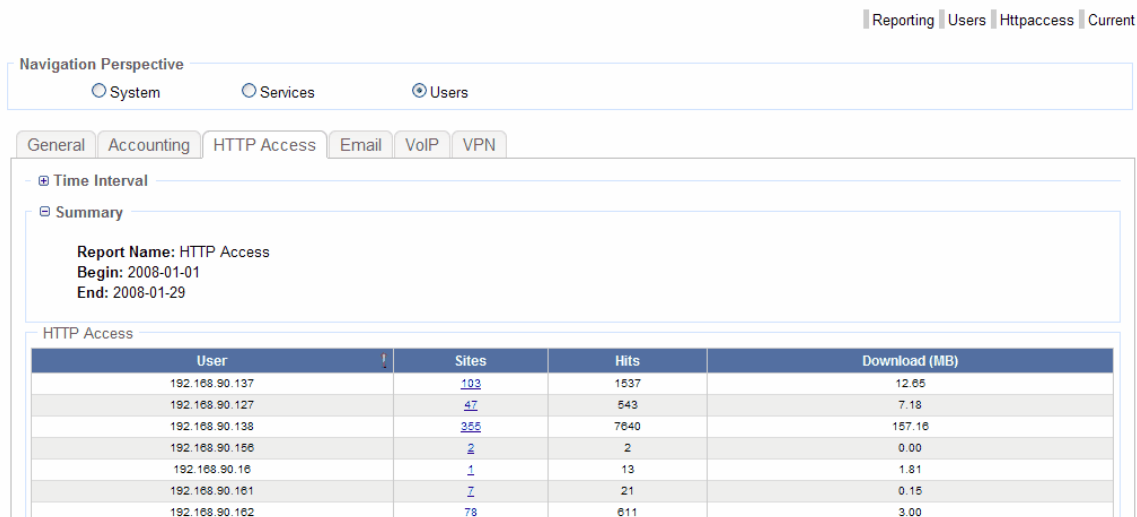 Reporting Users Httpaccess Current
Navigation Perspective
System Services Users
General Accounting HTTP Access Email VoIP VPN
Time Interval
Summary
Report Name: HTTP Access
Begin: 2008-01-01
End: 2008-01-29
HTTP Access
User ! Sites Hits Download (MB)
192.168.90.137 103 1537 12.65
192.168.90.127 47 543 7.18
192.168.90.138 355 7640 157.16
192.168.90.156 2 2 0.00
192.168.90.16 1 13 1.81
192.168.90.161 7 21 0.15
192.168.90.162 78 611 3.00